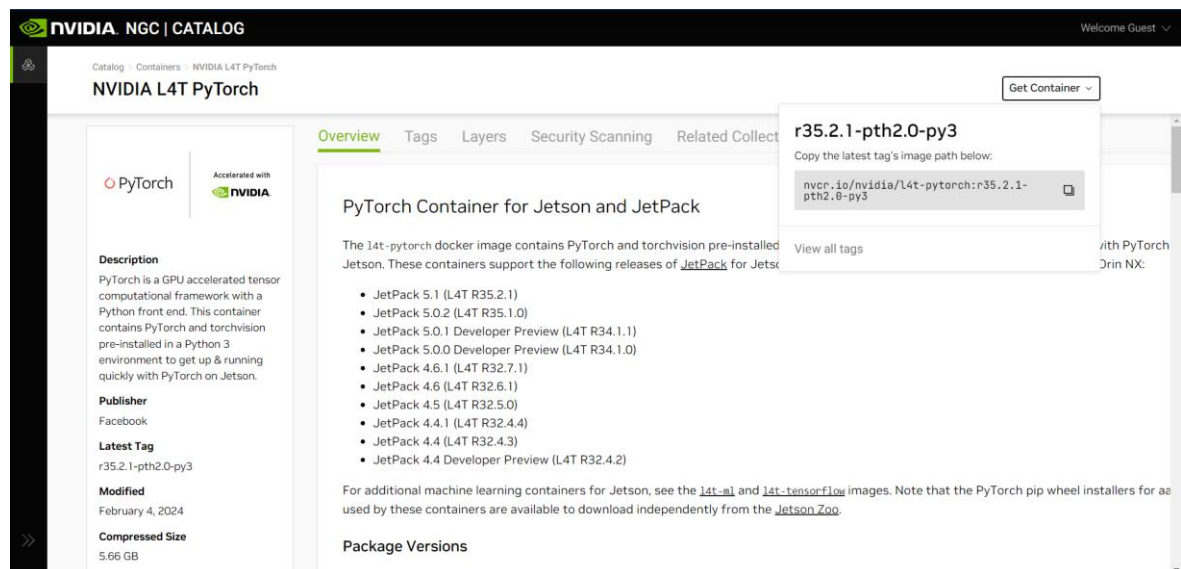 NVIDIA. NGC | CATALOG
Welcome Guest
Catalog > Containers > NVIDIA L4T PyTorch
NVIDIA L4T PyTorch
Get Container
Overview Tags Layers Security Scanning Related Collect
r35.2.1-pth2.0-py3
Copy the latest tag's image path below:
nvcr.io/nvidia/l4t-pytorch:r35.2.1-
pth2.0-py3
View all tags
PyTorch
Accelerated with
NVIDIA.
Description
PyTorch is a GPU accelerated tensor
computational framework with a
Python front end. This container
contains PyTorch and torchvision
pre-installed in a Python 3
environment to get up & running
quickly with PyTorch on Jetson.
Publisher
Facebook
Latest Tag
r35.2.1-pth2.0-py3
Modified
February 4, 2024
Compressed Size
5.66 GB
PyTorch Container for Jetson and JetPack
The l4t-pytorch docker image contains PyTorch and torchvision pre-installed with PyTorch
Jetson. These containers support the following releases of JetPack for Jetso Orin NX:
• JetPack 5.1 (L4T R35.2.1)
• JetPack 5.0.2 (L4T R35.1.0)
• JetPack 5.0.1 Developer Preview (L4T R34.1.1)
• JetPack 5.0.0 Developer Preview (L4T R34.1.0)
• JetPack 4.6.1 (L4T R32.7.1)
• JetPack 4.6 (L4T R32.6.1)
• JetPack 4.5 (L4T R32.5.0)
• JetPack 4.4.1 (L4T R32.4.4)
• JetPack 4.4 (L4T R32.4.3)
• JetPack 4.4 Developer Preview (L4T R32.4.2)
For additional machine learning containers for Jetson, see the l4t-ml and l4t-tensorflow images. Note that the PyTorch pip wheel installers for aa
used by these containers are available to download independently from the Jetson Zoo.
Package Versions